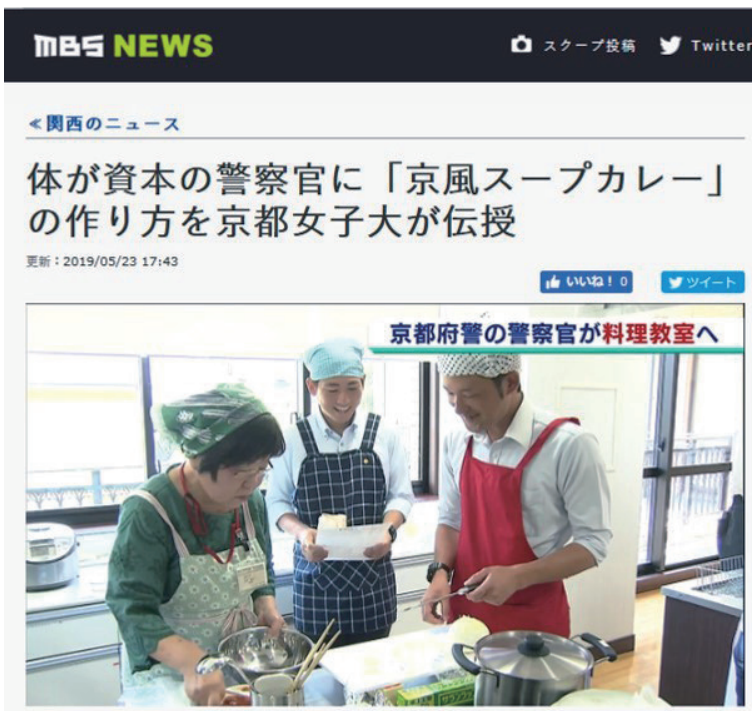 MBS NEWS
スクープ投稿 Twitter
≪関西のニュース
体が資本の警察官に「京風スープカレー」
の作り方を京都女子大が伝授
更新：2019/05/23 17:43
いいね！ 0 ツイート
京都府警の警察官が料理教室へ